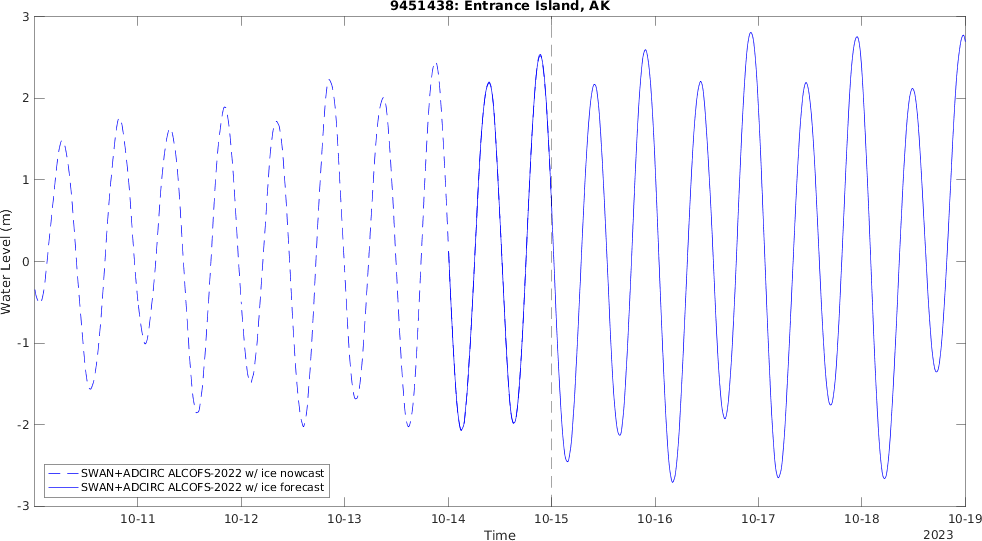 9451438: Entrance Island, AK
3
2
1
0
-1
-2
-3
Water Level (m)
SWAN+ADCIRC ALCOFS-2022 w/ ice nowcast
SWAN+ADCIRC ALCOFS-2022 w/ ice forecast
10-11 10-12 10-13 10-14 10-15 10-16 10-17 10-18 10-19
Time
2023